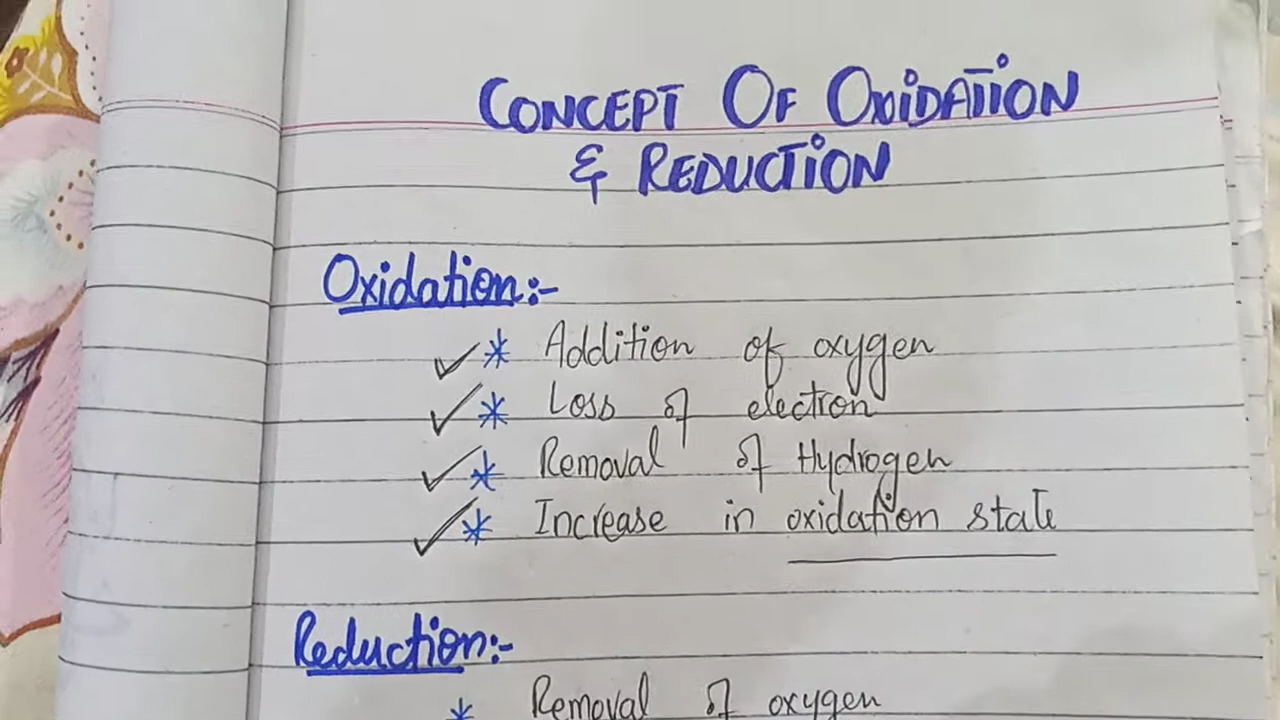 CONCEPT OF OXIDATION
& REDUCTION
Oxidation:-
✓ * Addition of oxygen
✓ * Loss of electron
✓ * Removal of Hydrogen
✓ * Increase in oxidation state
Reduction:-
* Removal of oxygen